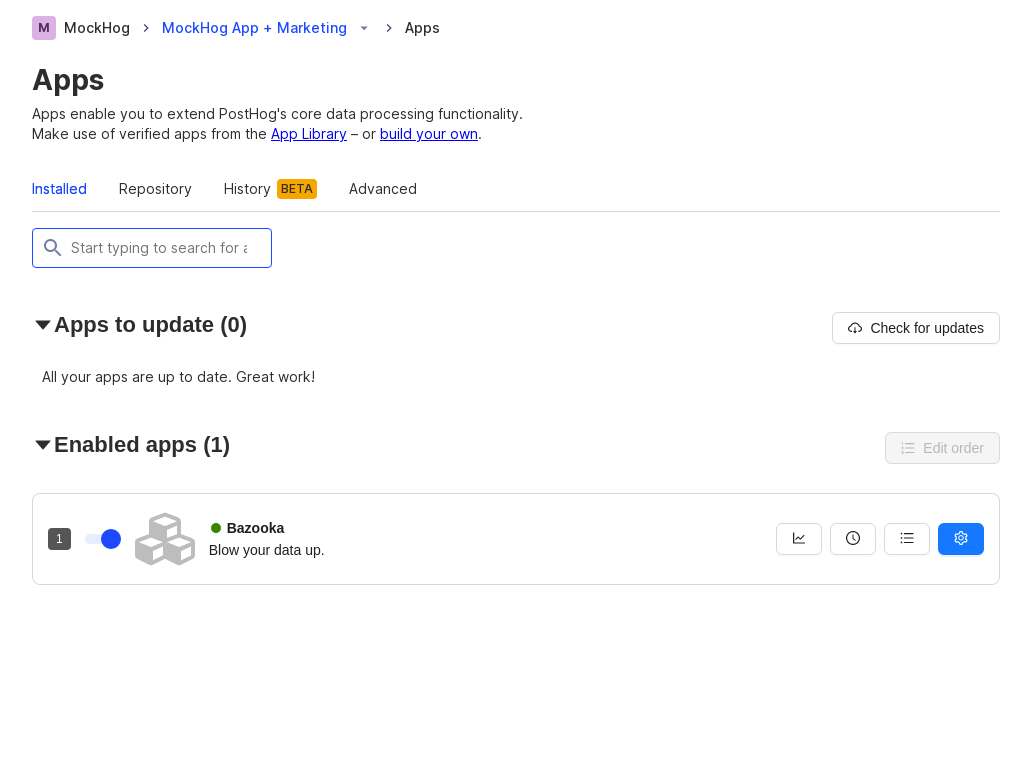 M MockHog MockHog App + Marketing Apps
Apps
Apps enable you to extend PostHog's core data processing functionality.
Make use of verified apps from the App Library – or build your own.
Installed Repository History BETA Advanced
Start typing to search for
Apps to update (0) Check for updates
All your apps are up to date. Great work!
Enabled apps (1) Edit order
1 Bazooka
Blow your data up.